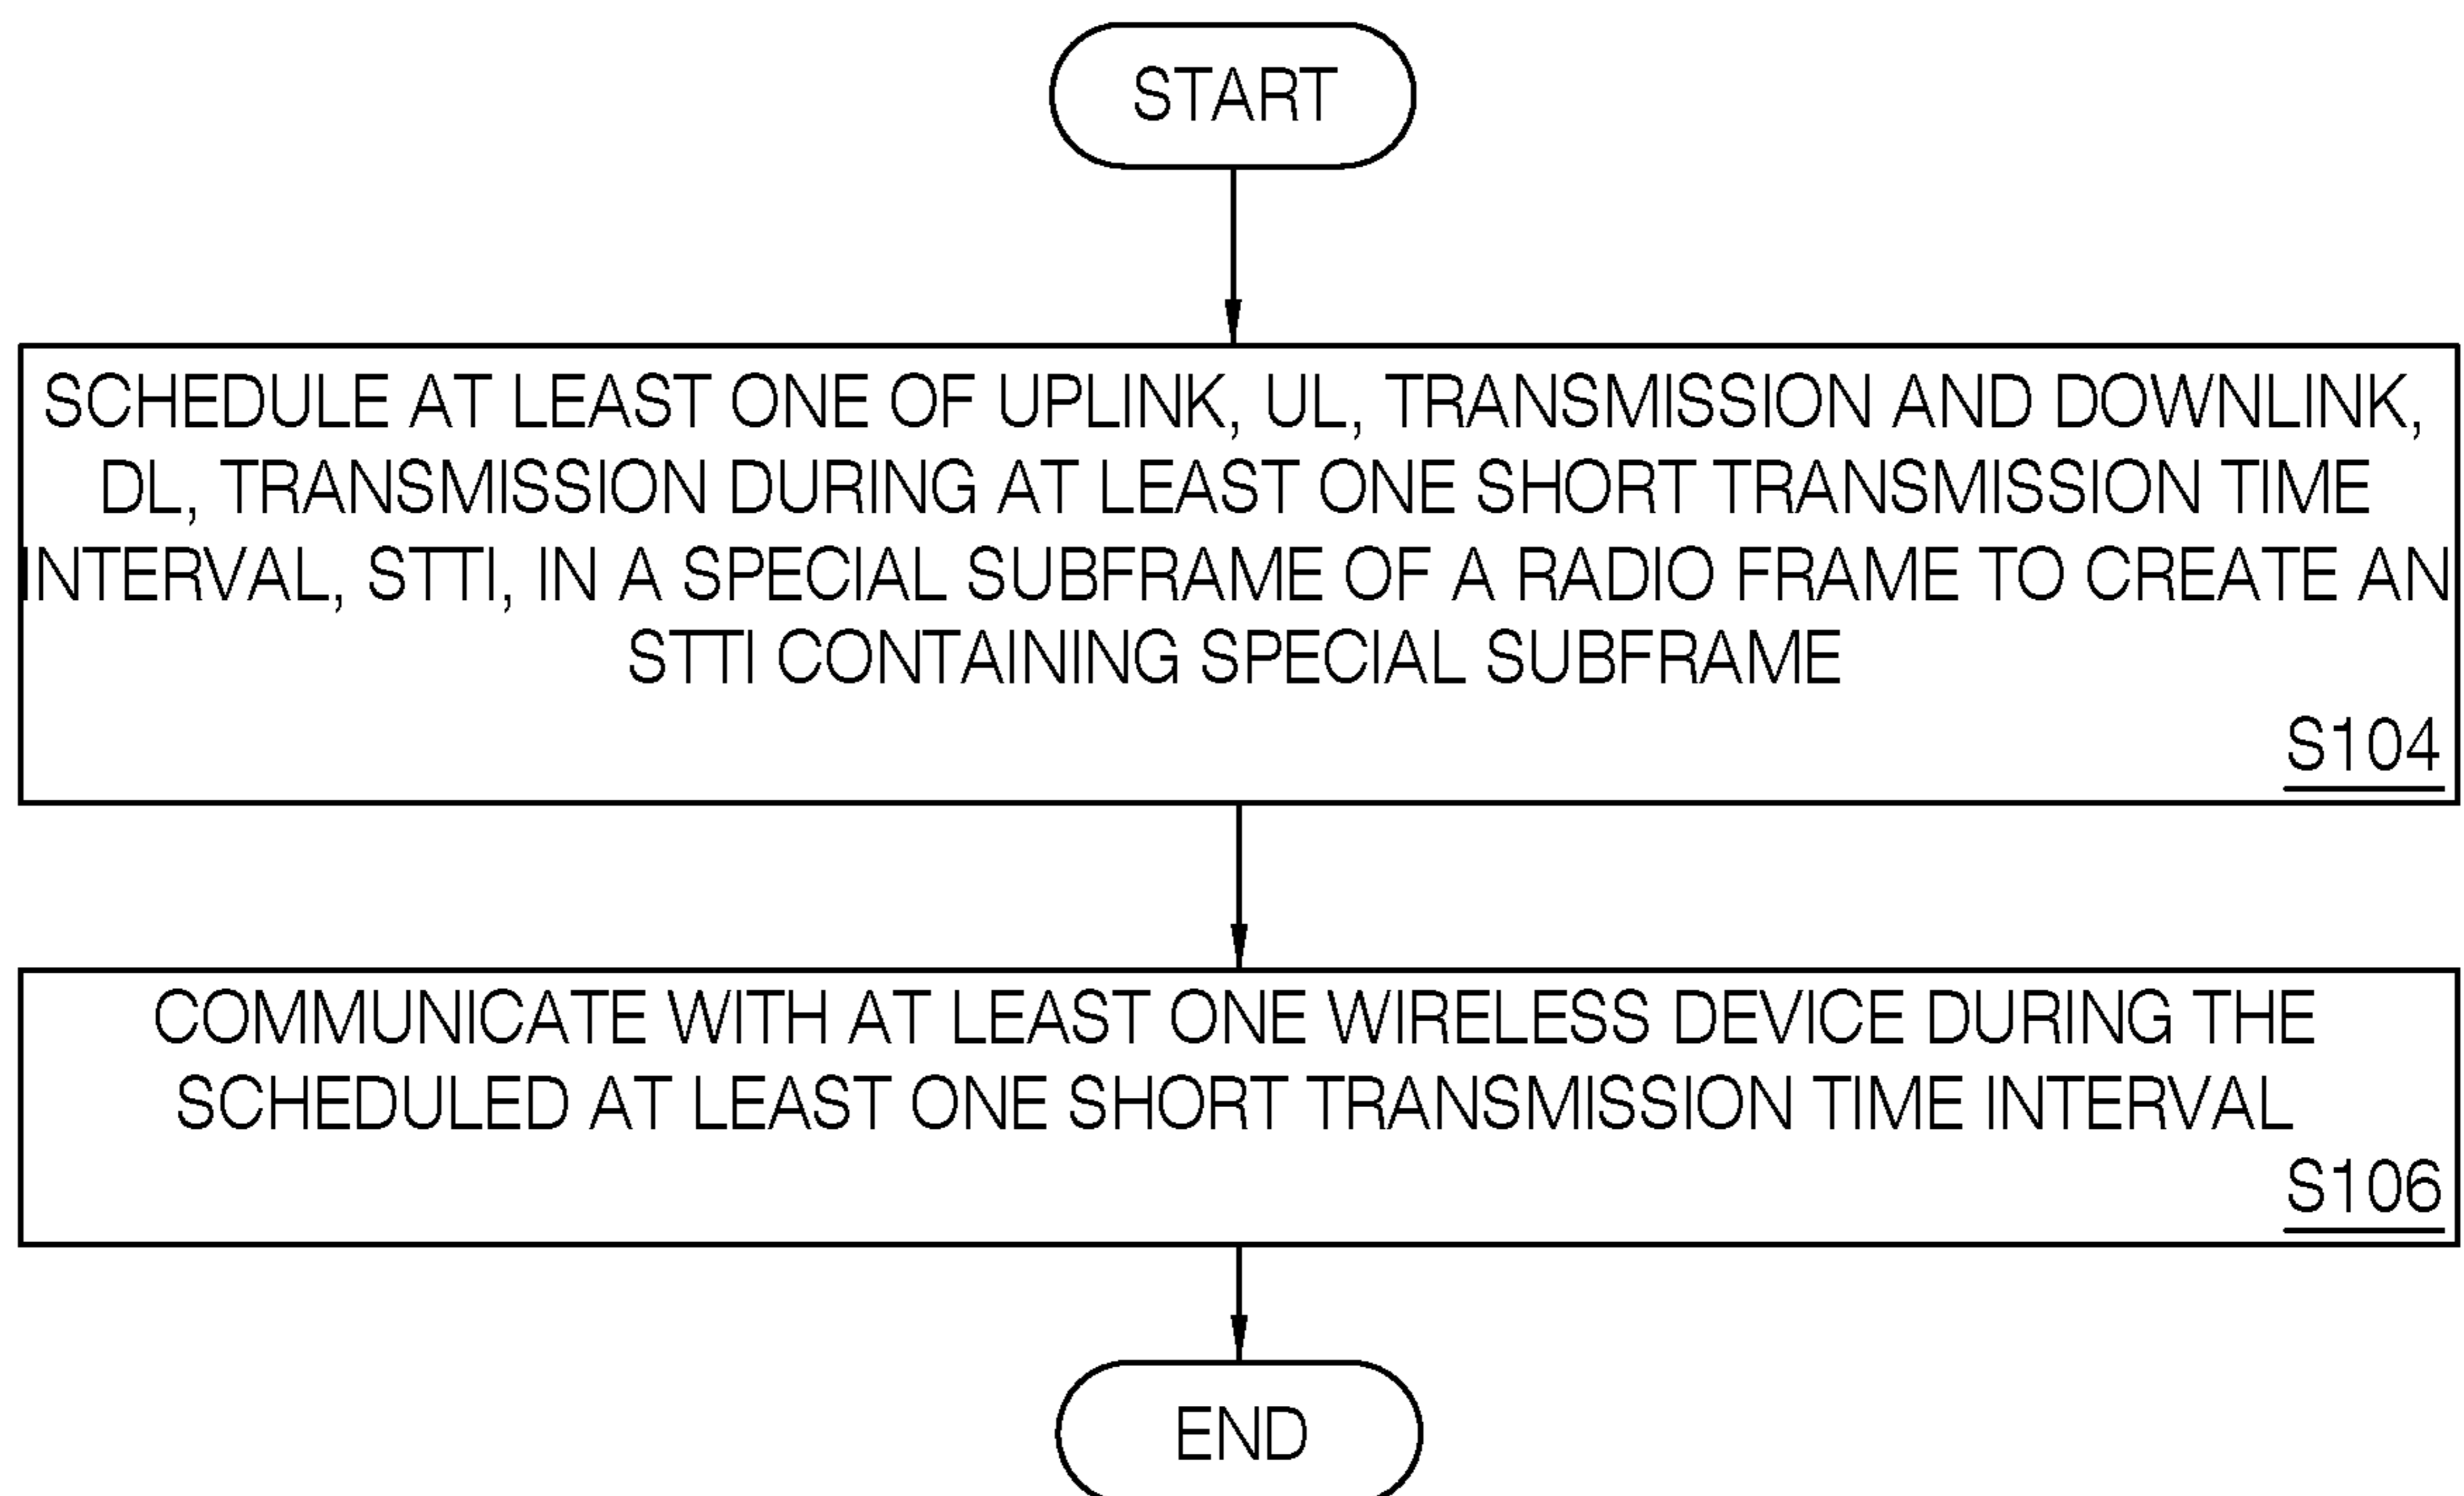 START
SCHEDULE AT LEAST ONE OF UPLINK, UL, TRANSMISSION AND DOWNLINK,
DL, TRANSMISSION DURING AT LEAST ONE SHORT TRANSMISSION TIME
INTERVAL, STTI, IN A SPECIAL SUBFRAME OF A RADIO FRAME TO CREATE AN
STTI CONTAINING SPECIAL SUBFRAME
S104
COMMUNICATE WITH AT LEAST ONE WIRELESS DEVICE DURING THE
SCHEDULED AT LEAST ONE SHORT TRANSMISSION TIME INTERVAL
S106
END